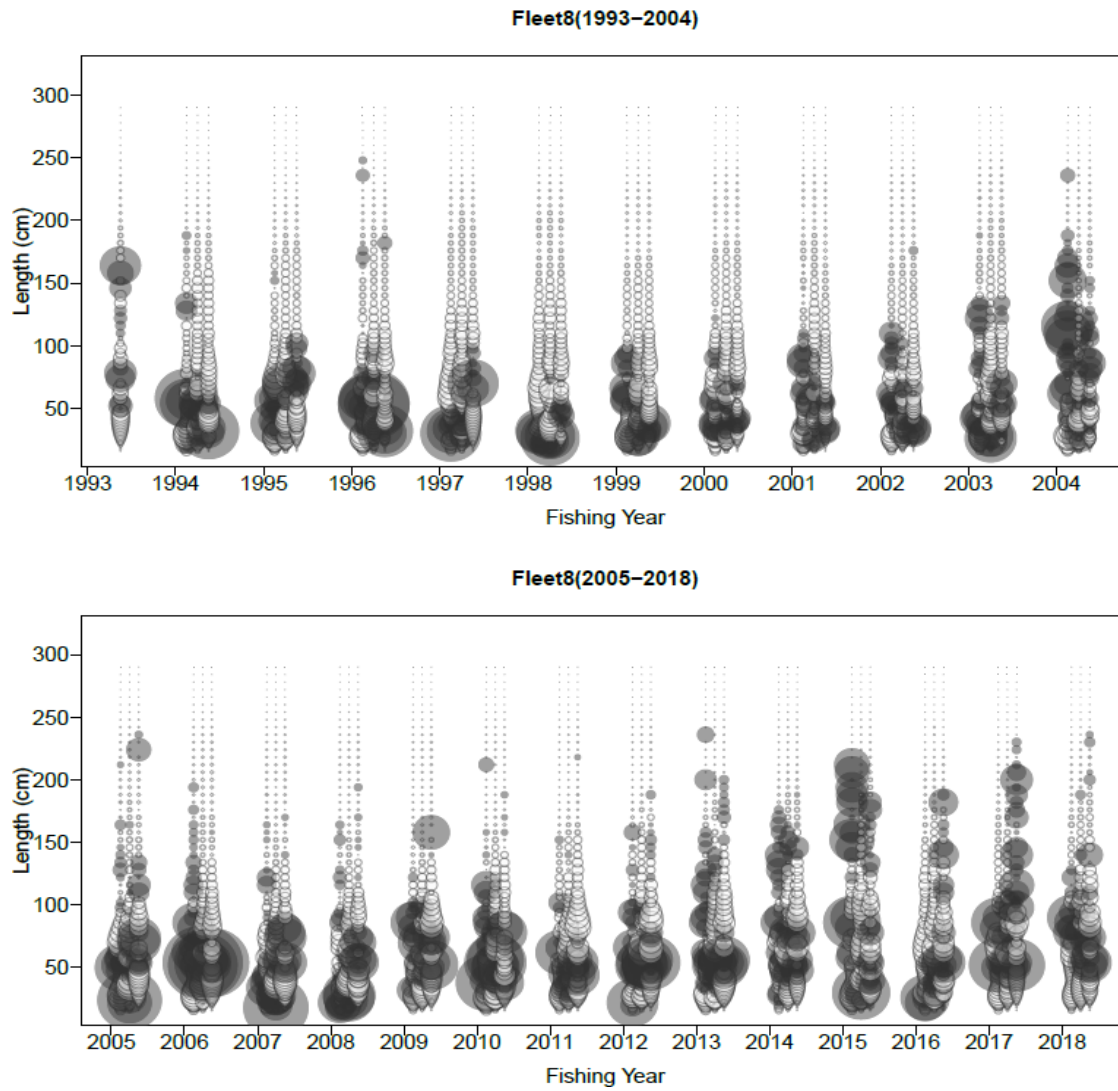 Fleet8(1993−2004)
300
250
200
150
100
50
Length (cm)
1993 1994 1995 1996 1997 1998 1999 2000 2001 2002 2003 2004
Fishing Year
Fleet8(2005−2018)
300
250
200
150
100
50
Length (cm)
2005 2006 2007 2008 2009 2010 2011 2012 2013 2014 2015 2016 2017 2018
Fishing Year